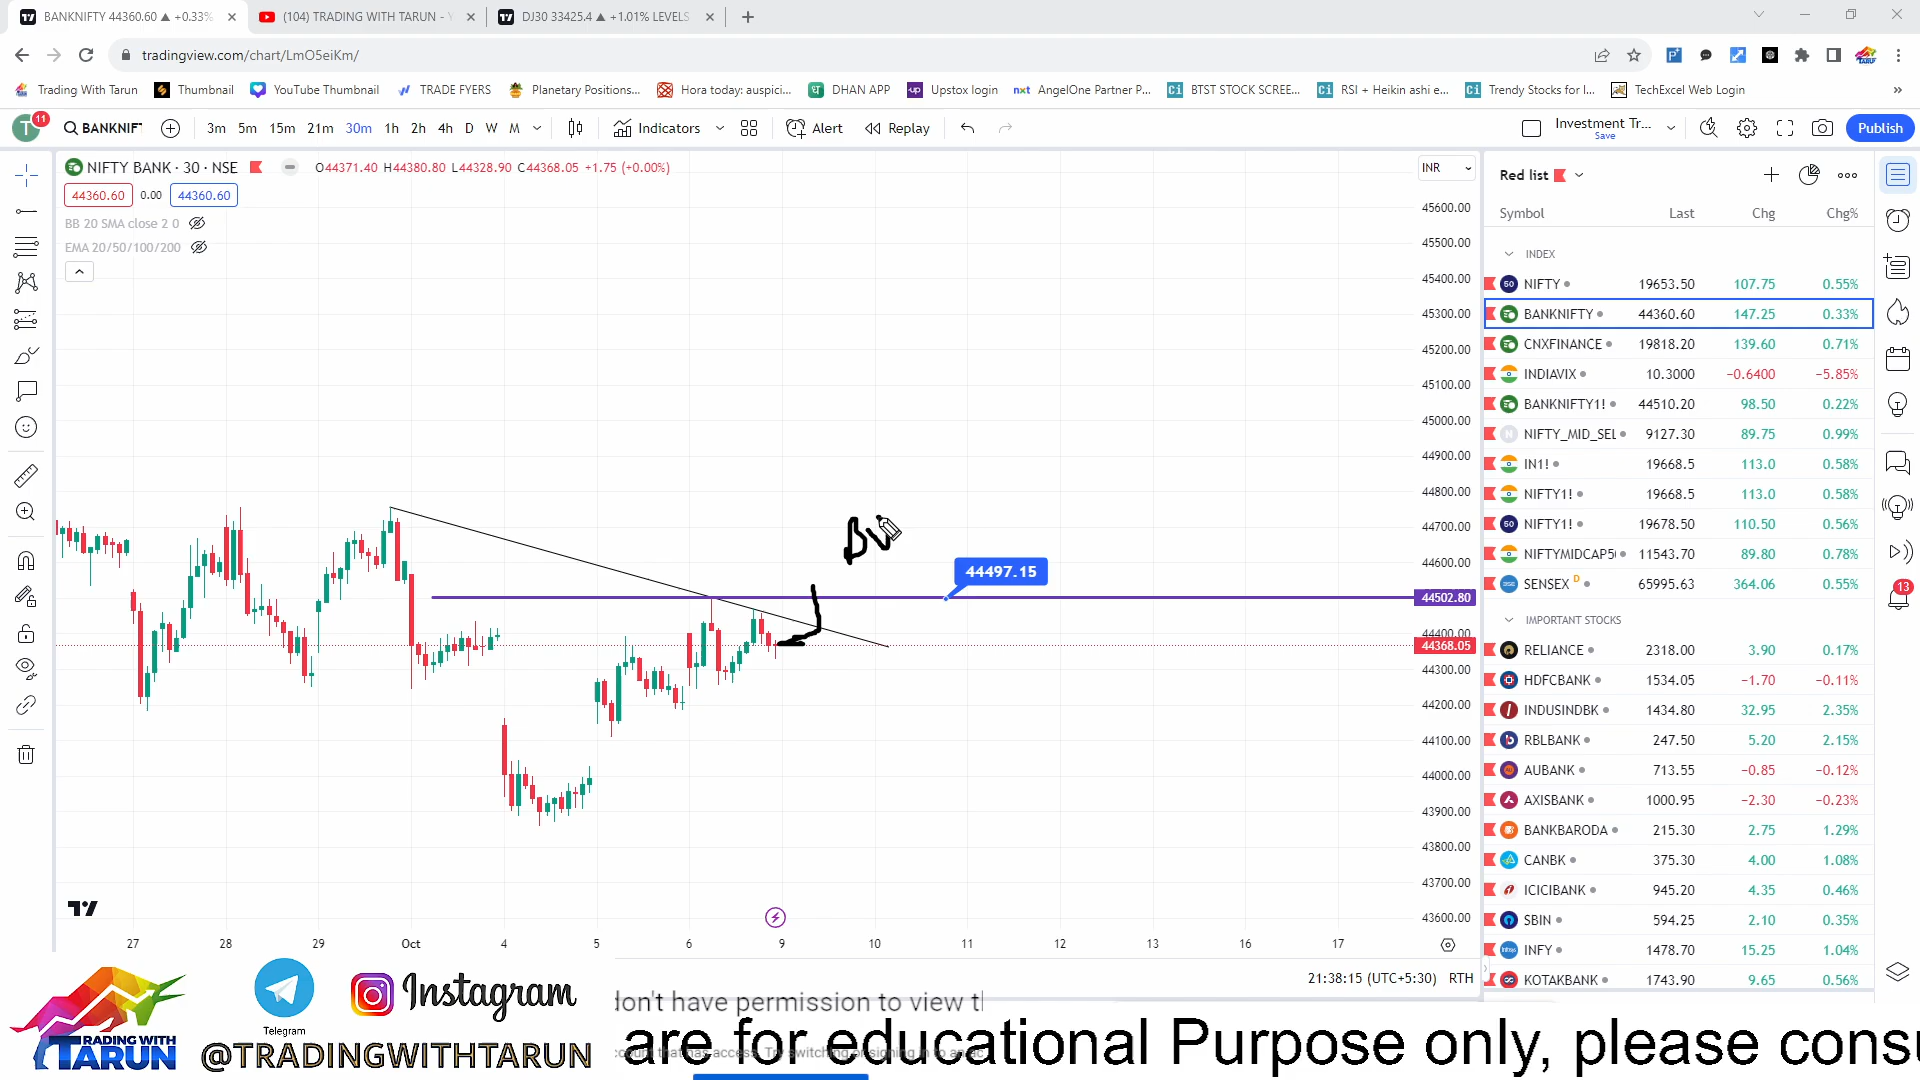 BANKNIFTY 44360.60 ▲ +0.33%
(104) TRADING WITH TARUN - Y
DJ30 33425.4 ▲ +1.01% LEVELS
tradingview.com/chart/LmO5eiKm/
Trading With Tarun
Thumbnail
YouTube Thumbnail
TRADE FYERS
Planetary Positions...
Hora today: auspici...
DHAN APP
Upstox login
AngelOne Partner P...
BTST STOCK SCREE...
RSI + Heikin ashi e...
Trendy Stocks for I...
TechExcel Web Login
T 11
BANKNIFT
3m 5m 15m 21m 30m 1h 2h 4h D W M
Indicators
Alert
Replay
Investment Tr...
Save
Publish
NIFTY BANK · 30 · NSE
O44371.40 H44380.80 L44328.90 C44368.05 +1.75 (+0.00%)
INR
44360.60 0.00 44360.60
BB 20 SMA close 2 0
EMA 20/50/100/200
45600.00
45500.00
45400.00
45300.00
45200.00
45100.00
45000.00
44900.00
44800.00
44700.00
44600.00
44497.15
44502.80
44400.00
44368.05
44300.00
44200.00
44100.00
44000.00
43900.00
43800.00
43700.00
43600.00
27 28 29 Oct 4 5 6 9 10 11 12 13 16 17
21:38:15 (UTC+5:30) RTH
Red list
Symbol Last Chg Chg%
INDEX
NIFTY 19653.50 107.75 0.55%
BANKNIFTY 44360.60 147.25 0.33%
CNXFINANCE 19818.20 139.60 0.71%
INDIAVIX 10.3000 −0.6400 −5.85%
BANKNIFTY1! 44510.20 98.50 0.22%
NIFTY_MID_SEL 9127.30 89.75 0.99%
IN1! 19668.5 113.0 0.58%
NIFTY1! 19668.5 113.0 0.58%
NIFTY1! 19678.50 110.50 0.56%
NIFTYMIDCAP5 11543.70 89.80 0.78%
SENSEX D 65995.63 364.06 0.55%
IMPORTANT STOCKS
RELIANCE 2318.00 3.90 0.17%
HDFCBANK 1534.05 −1.70 −0.11%
INDUSINDBK 1434.80 32.95 2.35%
RBLBANK 247.50 5.20 2.15%
AUBANK 713.55 −0.85 −0.12%
AXISBANK 1000.95 −2.30 −0.23%
BANKBARODA 215.30 2.75 1.29%
CANBK 375.30 4.00 1.08%
ICICIBANK 945.20 4.35 0.46%
SBIN 594.25 2.10 0.35%
INFY 1478.70 15.25 1.04%
KOTAKBANK 1743.90 9.65 0.56%
13
TRADING WITH
TARUN
Telegram
Instagram
@TRADINGWITHTARUN
don't have permission to view
are for educational Purpose only, please consu